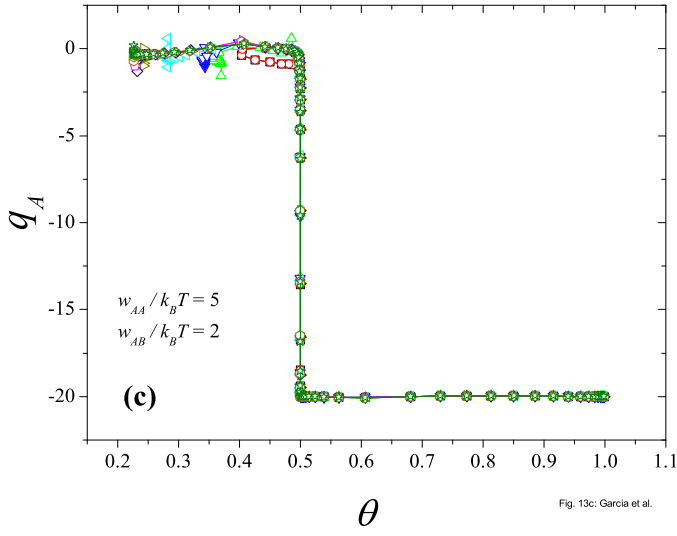 0
-5
-10
-15
-20
q_A
w_AA / k_B T = 5
w_AB / k_B T = 2
(c)
0.2 0.3 0.4 0.5 0.6 0.7 0.8 0.9 1.0 1.1
θ
Fig. 13c: Garcia et al.